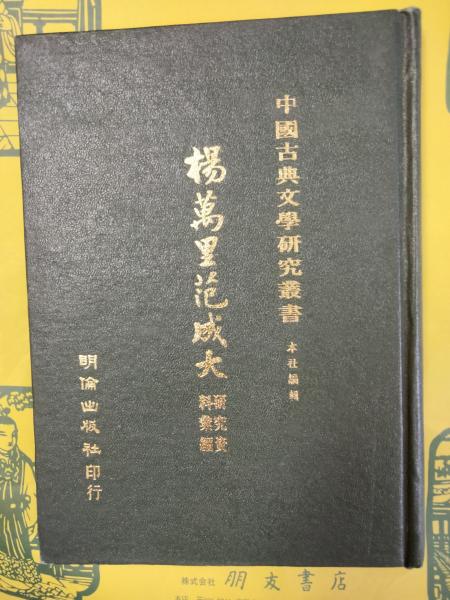 中國古典文學研究叢書 本社編輯
楊萬里范成大
研究資
料彙編
明倫出版社印行
株式会社 朋友書店